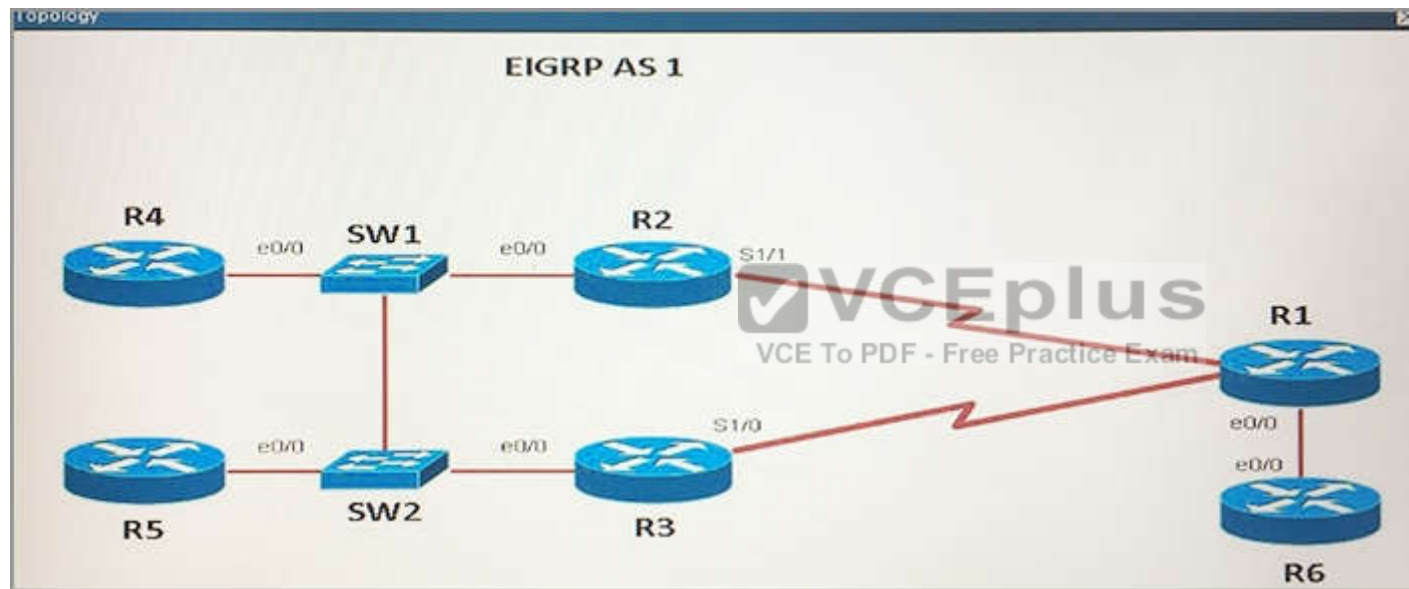 Topology
EIGRP AS 1
R4
e0/0
SW1
e0/0
R2
S1/1
VCEplus
VCE To PDF - Free Practice Exam
R1
e0/0
e0/0
R6
R5
e0/0
SW2
e0/0
R3
S1/0